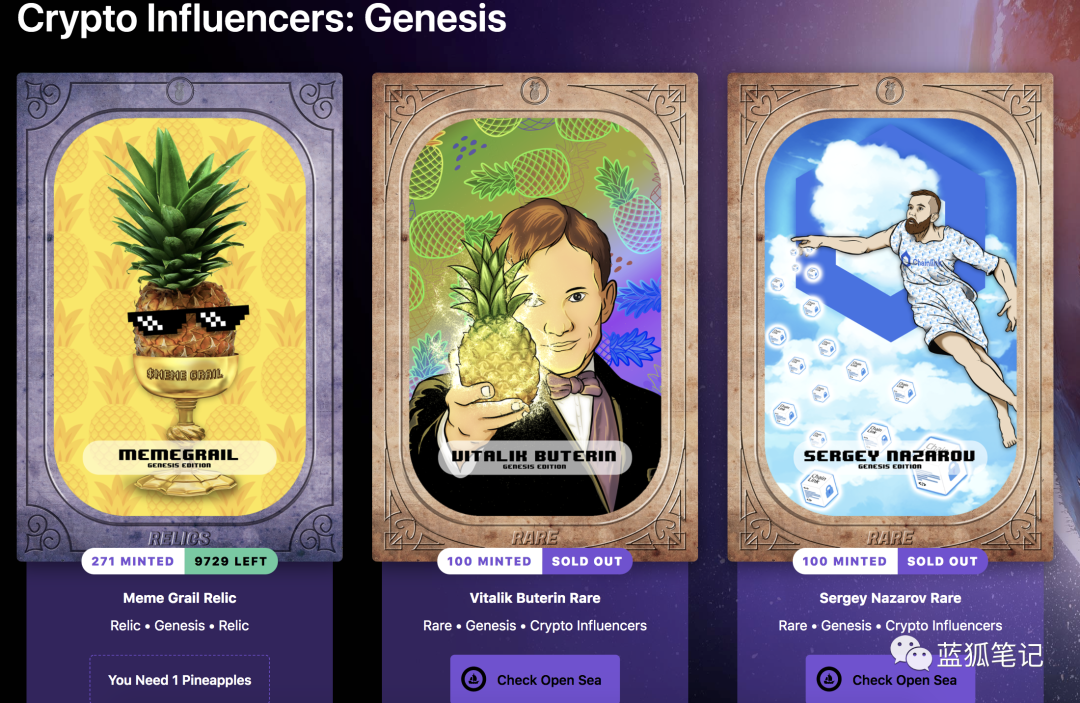 Crypto Influencers: Genesis
$MEME GRAIL
MEMEGRAIL
GENESIS EDITION
RELICS
271 MINTED
9729 LEFT
Meme Grail Relic
Relic • Genesis • Relic
You Need 1 Pineapples
VITALIK BUTERIN
GENESIS EDITION
RARE
100 MINTED
SOLD OUT
Vitalik Buterin Rare
Rare • Genesis • Crypto Influencers
Check Open Sea
Chainlink
Chain
Link
SERGEY NAZAROV
GENESIS EDITION
RARE
100 MINTED
SOLD OUT
Sergey Nazarov Rare
Rare • Genesis • Crypto Influencers
Check Open Sea
蓝狐笔记